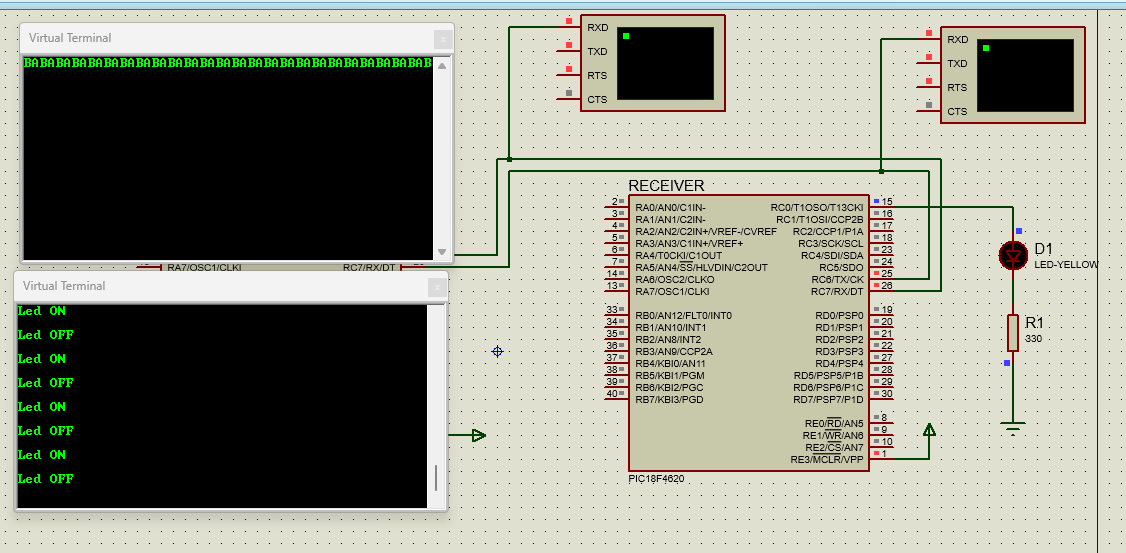 Virtual Terminal
x
BABABABABABABABABABABABABABABABABABABABABABABABABAB
Virtual Terminal
x
Led ON
Led OFF
Led ON
Led OFF
Led ON
Led OFF
Led ON
Led OFF
RA7/OSC1/CLKI RC7/RX/DT
RXD
TXD
RTS
CTS
RXD
TXD
RTS
CTS
RECEIVER
2 RA0/AN0/C1IN- RC0/T1OSO/T13CKI 15
3 RA1/AN1/C2IN- RC1/T1OSI/CCP2B 16
4 RA2/AN2/C2IN+/VREF-/CVREF RC2/CCP1/P1A 17
5 RA3/AN3/C1IN+/VREF+ RC3/SCK/SCL 18
6 RA4/T0CKI/C1OUT RC4/SDI/SDA 23
7 RA5/AN4/SS/HLVDIN/C2OUT RC5/SDO 24
14 RA6/OSC2/CLKO RC6/TX/CK 25
13 RA7/OSC1/CLKI RC7/RX/DT 26
33 RB0/AN12/FLT0/INT0 RD0/PSP0 19
34 RB1/AN10/INT1 RD1/PSP1 20
35 RB2/AN8/INT2 RD2/PSP2 21
36 RB3/AN9/CCP2A RD3/PSP3 22
37 RB4/KBI0/AN11 RD4/PSP4 27
38 RB5/KBI1/PGM RD5/PSP5/P1B 28
39 RB6/KBI2/PGC RD6/PSP6/P1C 29
40 RB7/KBI3/PGD RD7/PSP7/P1D 30
RE0/RD/AN5 8
RE1/WR/AN6 9
RE2/CS/AN7 10
RE3/MCLR/VPP 1
PIC18F4620
D1
LED-YELLOW
R1
330